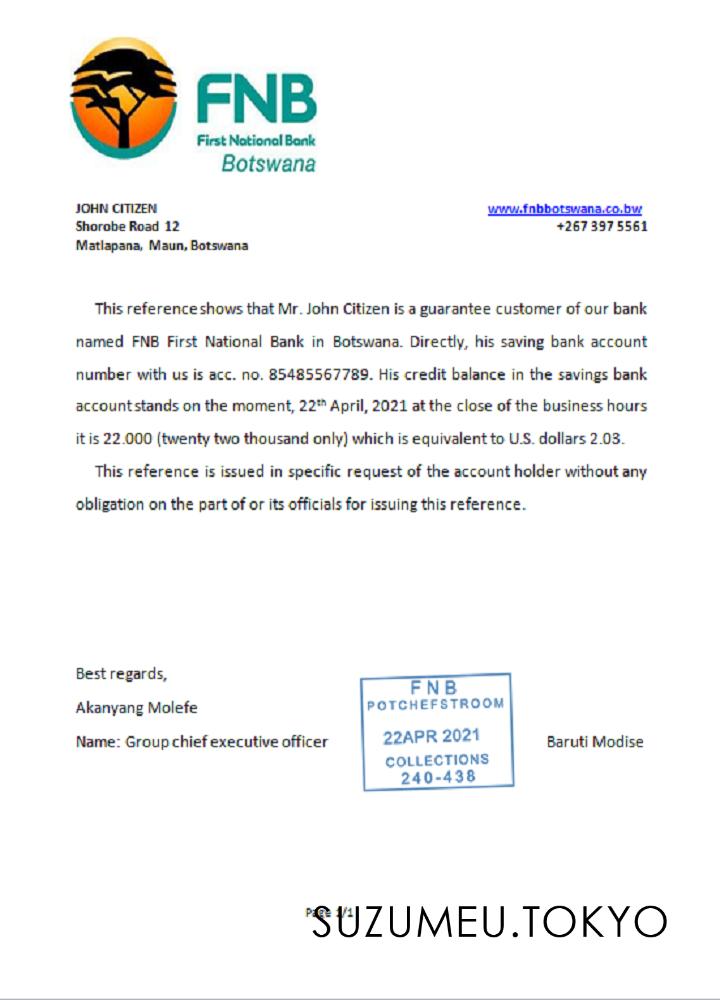 FNB
First National Bank
Botswana
JOHN CITIZEN
Shorobe Road 12
Matlapana, Maun, Botswana
www.fnbbotswana.co.bw
+267 397 5561
This reference shows that Mr. John Citizen is a guarantee customer of our bank
named FNB First National Bank in Botswana. Directly, his saving bank account
number with us is acc. no. 85485567789. His credit balance in the savings bank
account stands on the moment, 22th April, 2021 at the close of the business hours
it is 22.000 (twenty two thousand only) which is equivalent to U.S. dollars 2.03.
This reference is issued in specific request of the account holder without any
obligation on the part of or its officials for issuing this reference.
Best regards,
Akanyang Molefe
Name: Group chief executive officer
FNB
POTCHEFSTROOM
22APR 2021
COLLECTIONS
240-438
Baruti Modise
Page 1/1
SUZUMEU.TOKYO